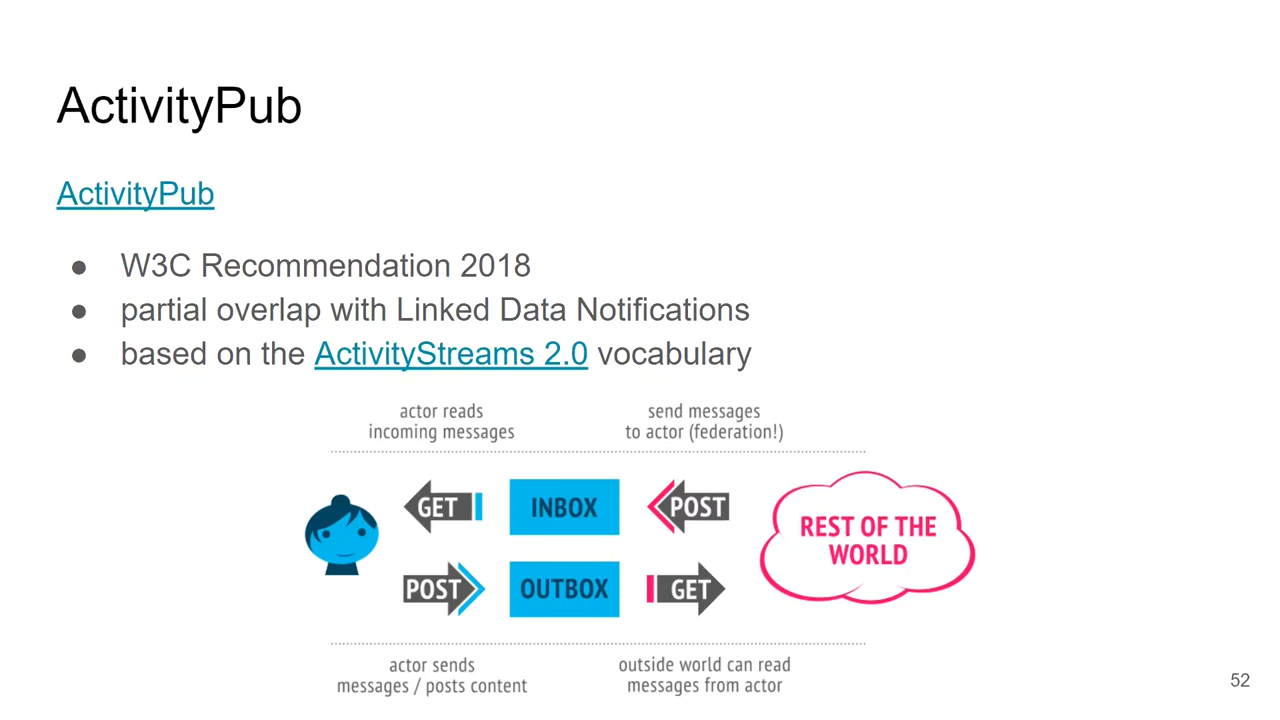 ActivityPub
ActivityPub
● W3C Recommendation 2018
● partial overlap with Linked Data Notifications
● based on the ActivityStreams 2.0 vocabulary
actor reads
incoming messages
send messages
to actor (federation!)
GET
INBOX
POST
REST OF THE
WORLD
POST
OUTBOX
GET
actor sends
messages / posts content
outside world can read
messages from actor
52